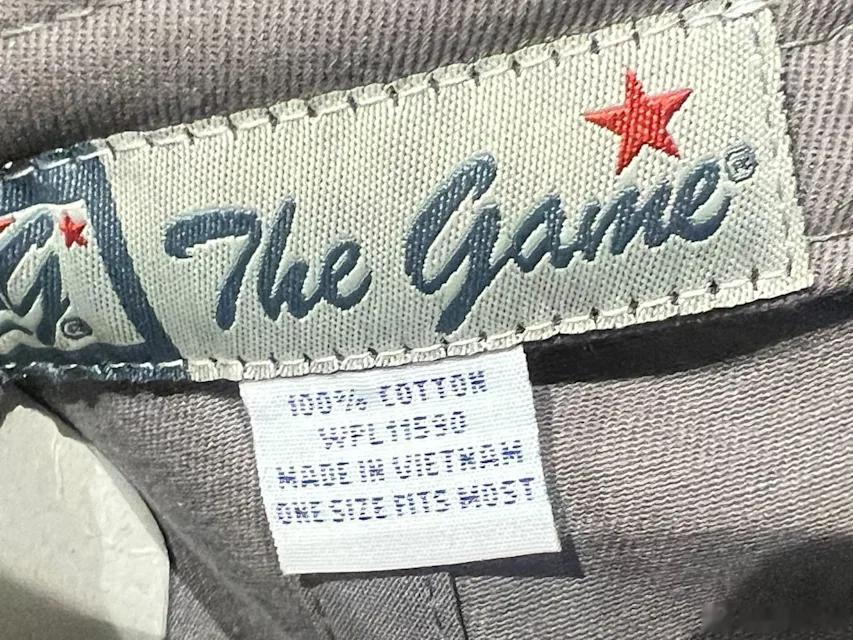 The Game®
G.®
100% COTTON
WPL11590
MADE IN VIETNAM
ONE SIZE FITS MOST